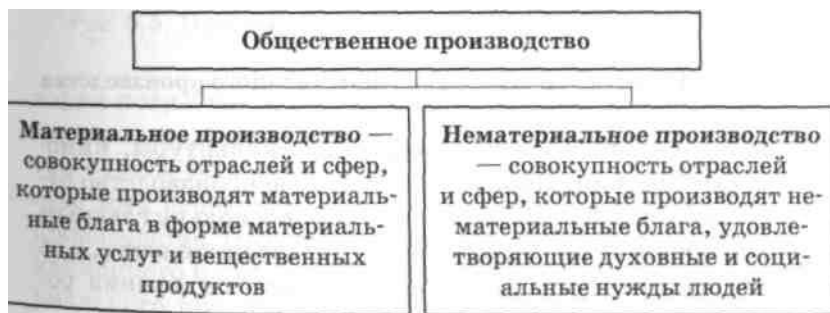 Общественное производство
Материальное производство —
совокупность отраслей и сфер,
которые производят материаль-
ные блага в форме материаль-
ных услуг и вещественных
продуктов
Нематериальное производство
— совокупность отраслей
и сфер, которые производят не-
материальные блага, удовле-
творяющие духовные и соци-
альные нужды людей